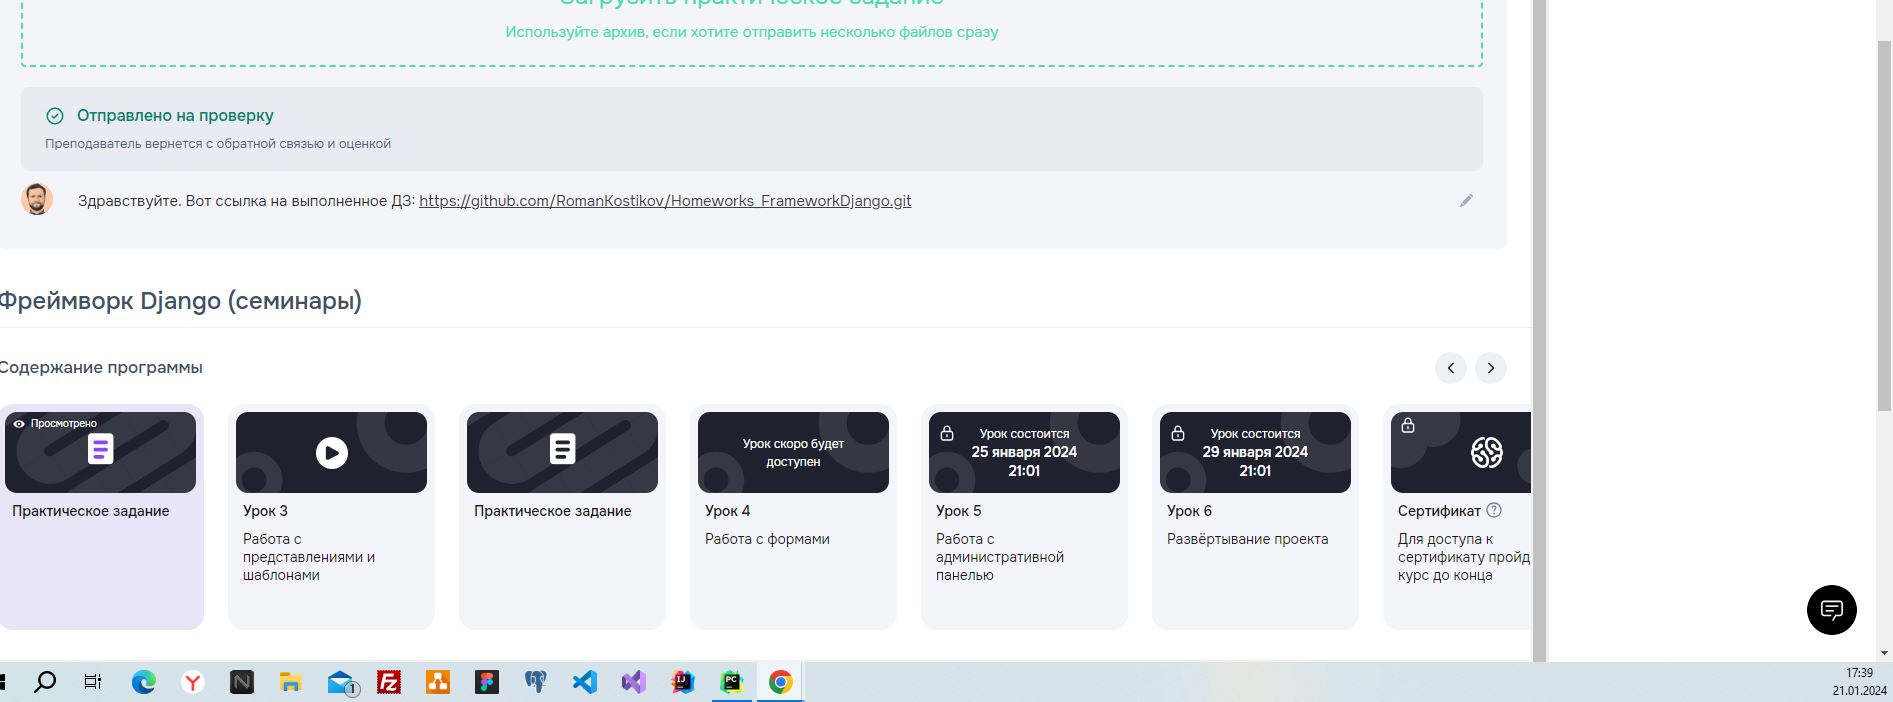 Загрузить практическое задание
Используйте архив, если хотите отправить несколько файлов сразу
Отправлено на проверку
Преподаватель вернется с обратной связью и оценкой
Здравствуйте. Вот ссылка на выполненное ДЗ: https://github.com/RomanKostikov/Homeworks_FrameworkDjango.git
Фреймворк Django (семинары)
Содержание программы
Просмотрено
Практическое задание
Урок 3
Работа с
представлениями и
шаблонами
Практическое задание
Урок скоро будет
доступен
Урок 4
Работа с формами
Урок состоится
25 января 2024
21:01
Урок 5
Работа с
административной
панелью
Урок состоится
29 января 2024
21:01
Урок 6
Развёртывание проекта
Сертификат
Для доступа к
сертификату пройд
курс до конца
1
17:39
21.01.2024